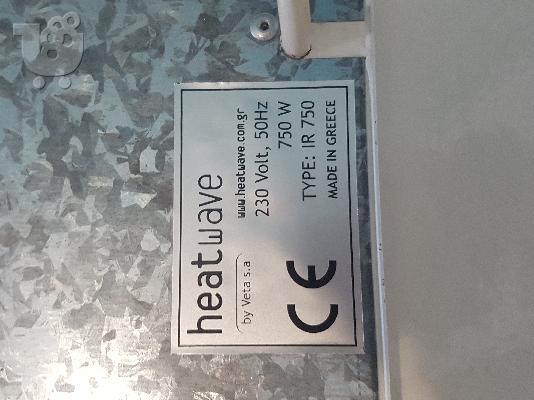 heatwave
by Veta s.a
www.heatwave.com.gr
230 Volt, 50Hz
750 W
TYPE: IR 750
MADE IN GREECE
CE